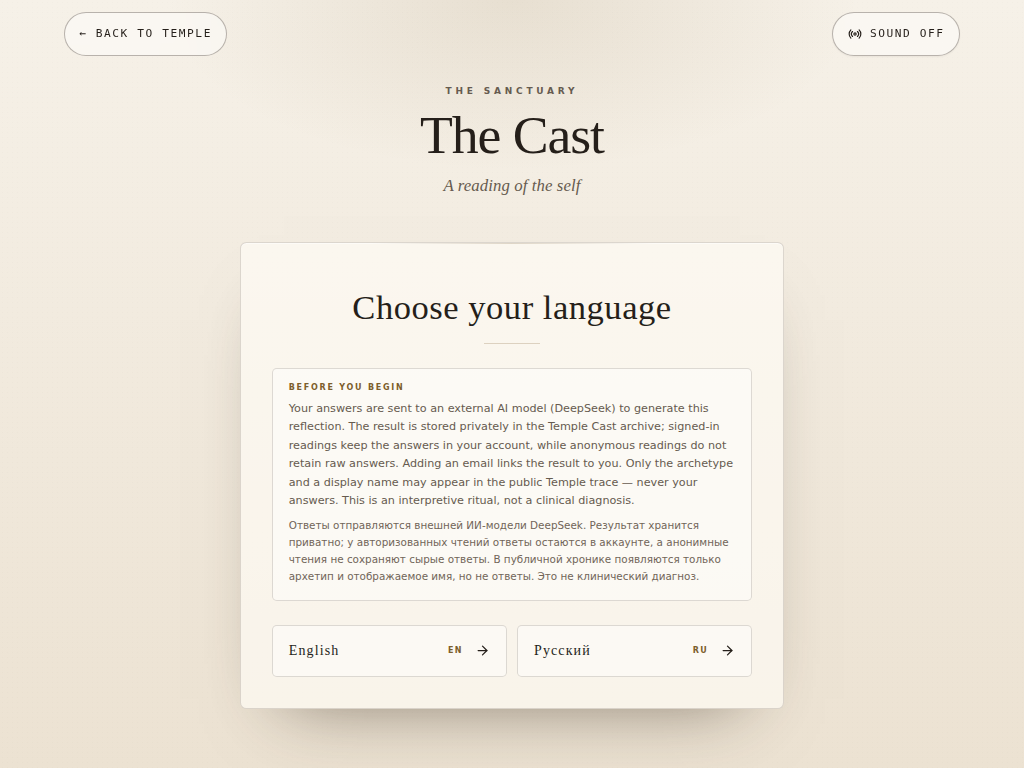 ← BACK TO TEMPLE
SOUND OFF
THE SANCTUARY
The Cast
A reading of the self
Choose your language
BEFORE YOU BEGIN
Your answers are sent to an external AI model (DeepSeek) to generate this
reflection. The result is stored privately in the Temple Cast archive; signed-in
readings keep the answers in your account, while anonymous readings do not
retain raw answers. Adding an email links the result to you. Only the archetype
and a display name may appear in the public Temple trace — never your
answers. This is an interpretive ritual, not a clinical diagnosis.
Ответы отправляются внешней ИИ-модели DeepSeek. Результат хранится
приватно; у авторизованных чтений ответы остаются в аккаунте, а анонимные
чтения не сохраняют сырые ответы. В публичной хронике появляются только
архетип и отображаемое имя, но не ответы. Это не клинический диагноз.
English EN →
Русский RU →